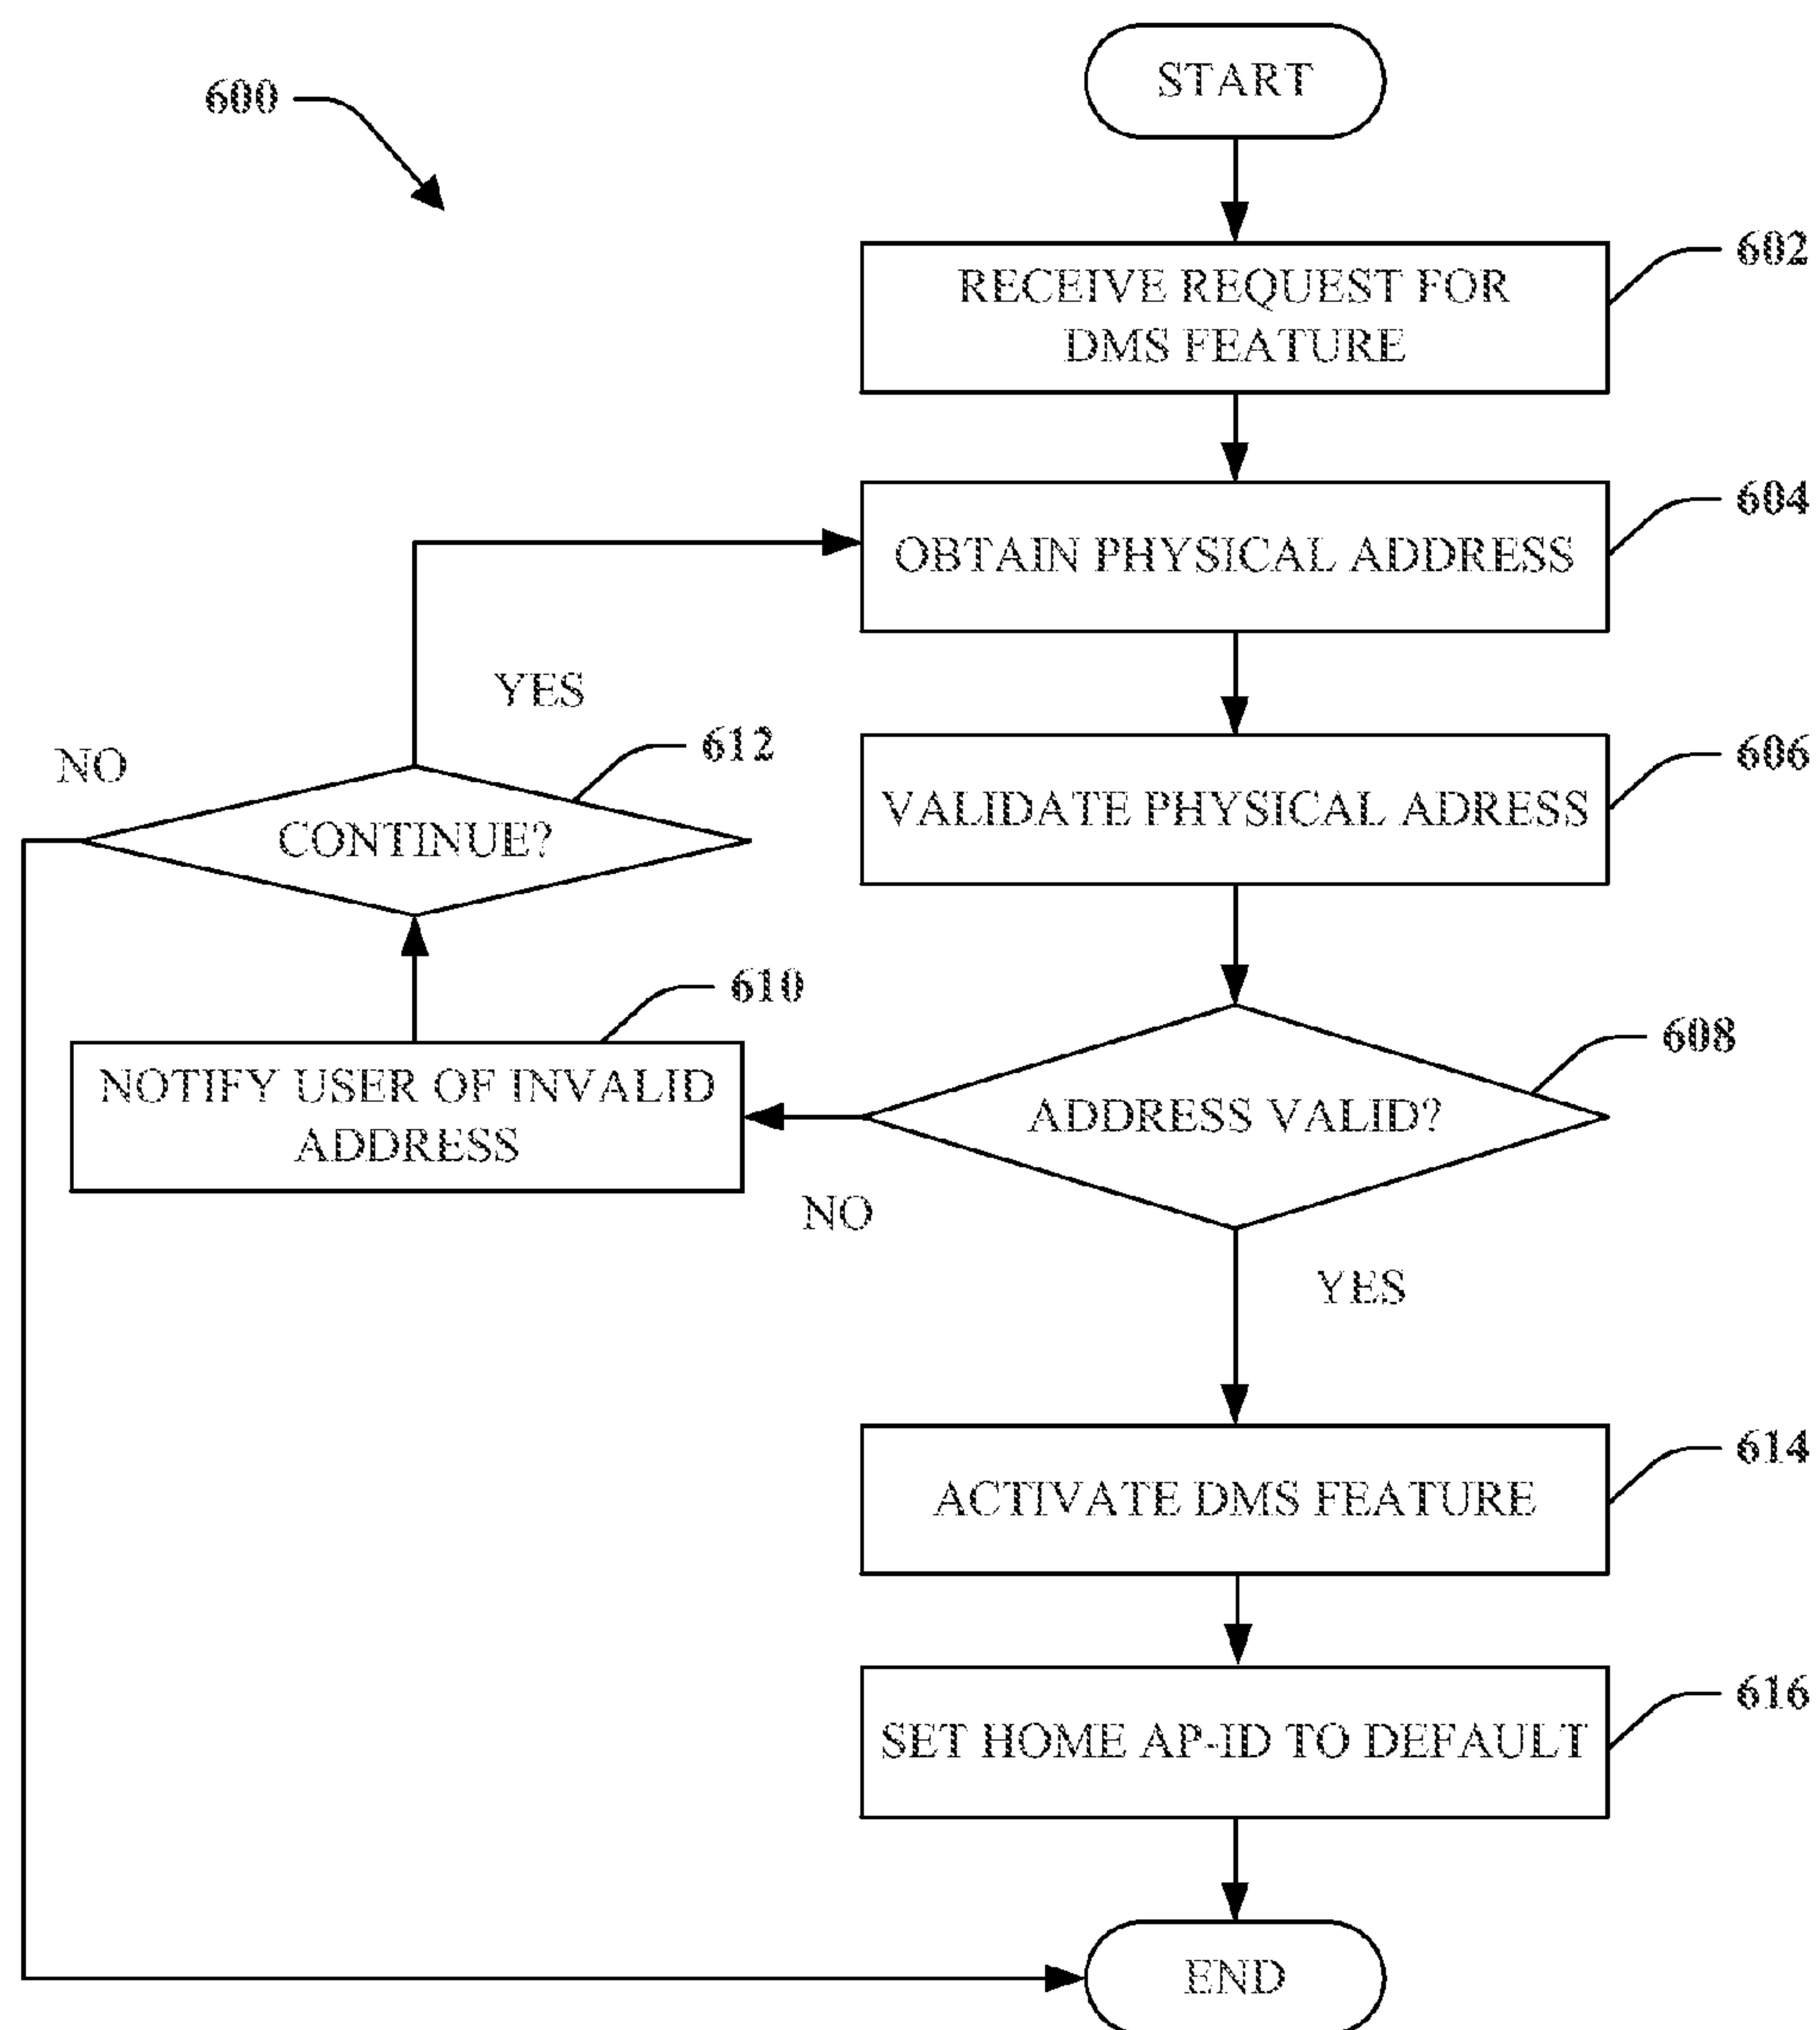 START
600
602
RECEIVE REQUEST FOR
DMS FEATURE
604
OBTAIN PHYSICAL ADDRESS
YES
612
606
NO
CONTINUE?
VALIDATE PHYSICAL ADRESS
610
608
NOTIFY USER OF INVALID
ADDRESS
ADDRESS VALID?
NO
YES
614
ACTIVATE DMS FEATURE
616
SET HOME AP-ID TO DEFAULT
END